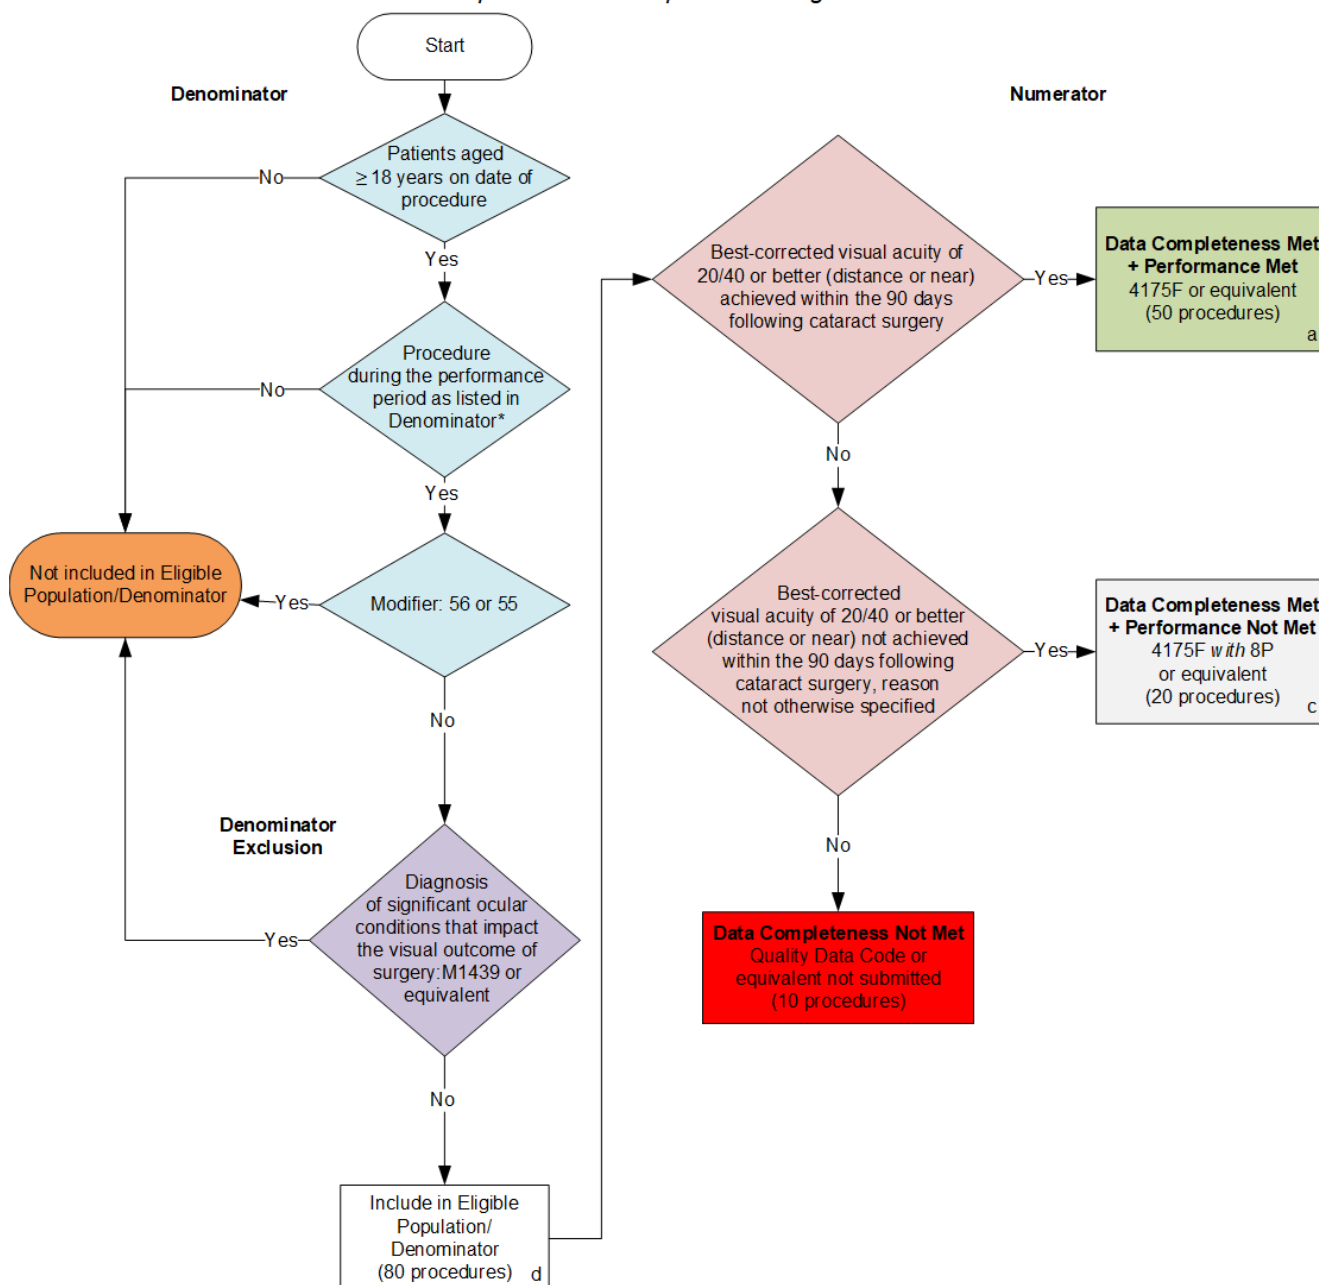 Start
Denominator
Patients aged
≥ 18 years on date of
procedure
No
Yes
Procedure
during the performance
period as listed in
Denominator*
No
Yes
Not included in Eligible
Population/Denominator
Yes
Modifier: 56 or 55
No
Denominator
Exclusion
Diagnosis
of significant ocular
conditions that impact
the visual outcome of
surgery:M1439 or
equivalent
Yes
No
Include in Eligible
Population/
Denominator
(80 procedures) d
Numerator
Best-corrected visual acuity of
20/40 or better (distance or near)
achieved within the 90 days
following cataract surgery
Yes
Data Completeness Met
+ Performance Met
4175F or equivalent
(50 procedures)
a
No
Best-corrected
visual acuity of 20/40 or better
(distance or near) not achieved
within the 90 days following
cataract surgery, reason
not otherwise specified
Yes
Data Completeness Met
+ Performance Not Met
4175F with 8P
or equivalent
(20 procedures)
c
No
Data Completeness Not Met
Quality Data Code or
equivalent not submitted
(10 procedures)